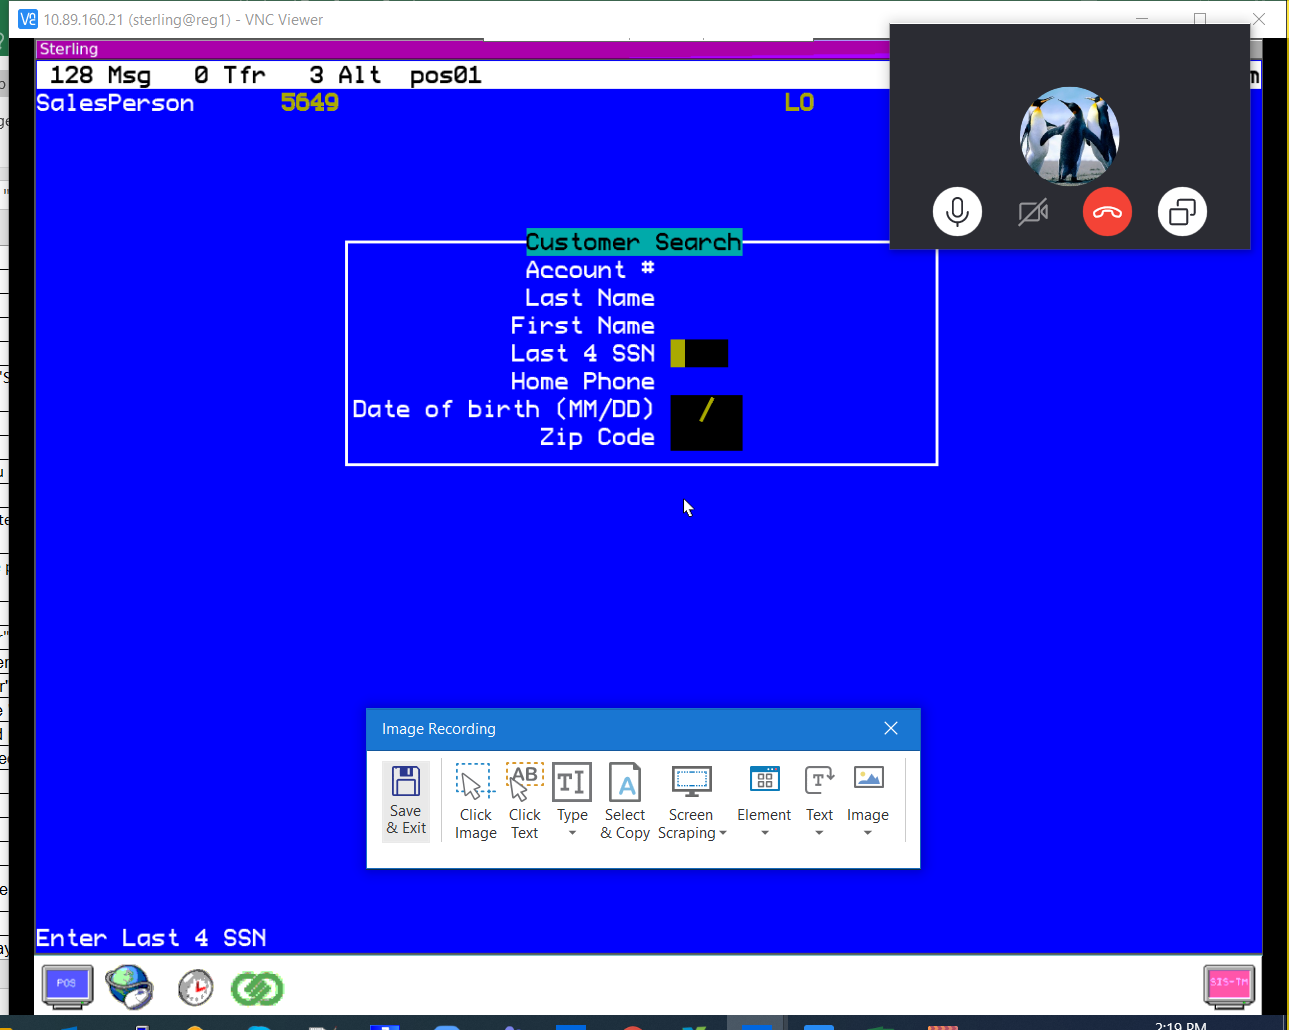 10.89.160.21 (sterling@reg1) - VNC Viewer
Sterling
128 Msg 0 Tfr 3 Alt pos01
SalesPerson 5649 LO
Customer Search
Account #
Last Name
First Name
Last 4 SSN
Home Phone
Date of birth (MM/DD) /
Zip Code
Image Recording
Save & Exit
Click Image
Click Text
Type
Select & Copy
Screen Scraping
Element
Text
Image
Enter Last 4 SSN
POS
SIS-TM
2:19 PM